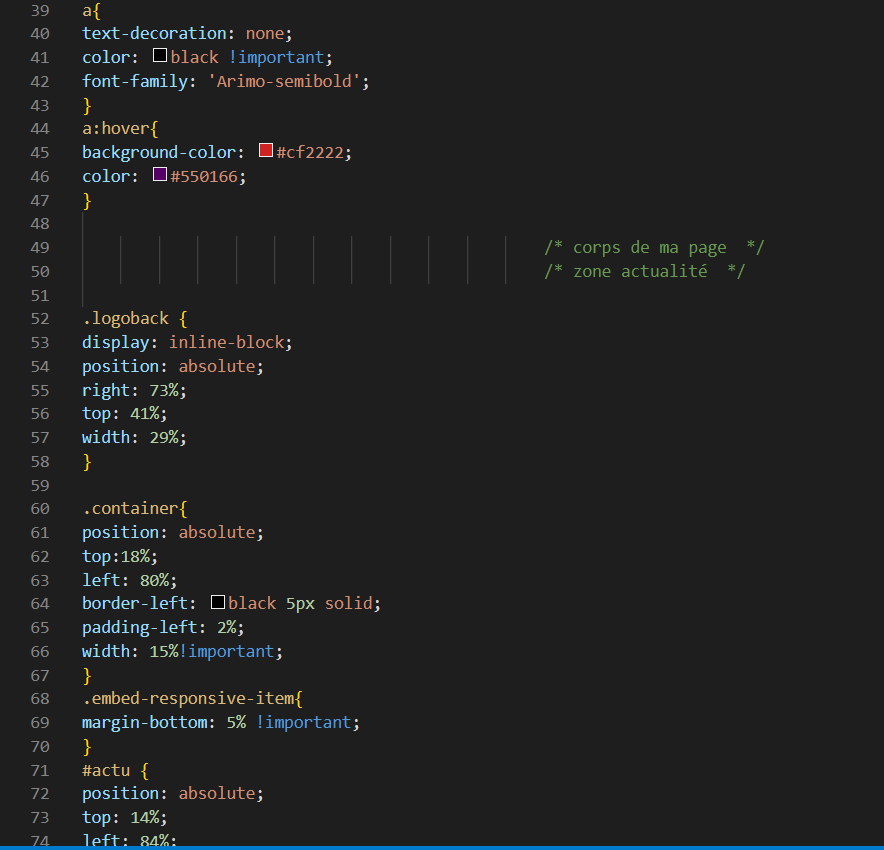 39 a{
40 text-decoration: none;
41 color: black !important;
42 font-family: 'Arimo-semibold';
43 }
44 a:hover{
45 background-color: #cf2222;
46 color: #550166;
47 }
48
49 /* corps de ma page  */
50 /* zone actualité  */
51
52 .logoback {
53 display: inline-block;
54 position: absolute;
55 right: 73%;
56 top: 41%;
57 width: 29%;
58 }
59
60 .container{
61 position: absolute;
62 top:18%;
63 left: 80%;
64 border-left: black 5px solid;
65 padding-left: 2%;
66 width: 15%!important;
67 }
68 .embed-responsive-item{
69 margin-bottom: 5% !important;
70 }
71 #actu {
72 position: absolute;
73 top: 14%;
74 left: 84%;